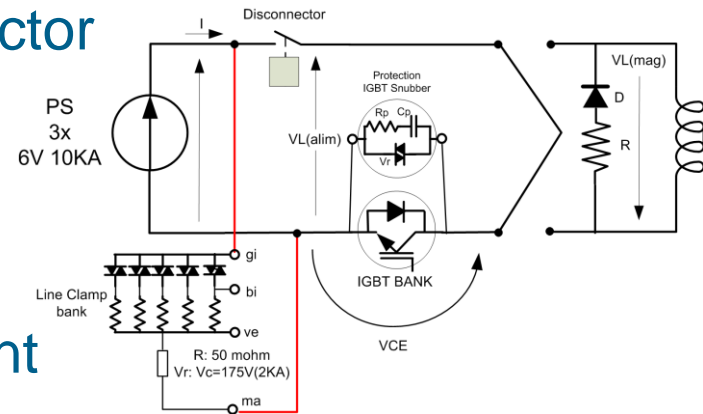 ctor
Disconnector
I
PS
3x
6V 10KA
VL(alim)
Protection
IGBT Snubber
Rp Cp
Vr
VL(mag)
D
R
IGBT BANK
VCE
Line Clamp
bank
gi
bi
ve
R: 50 mohm
Vr: Vc=175V(2KA)
ma
nt